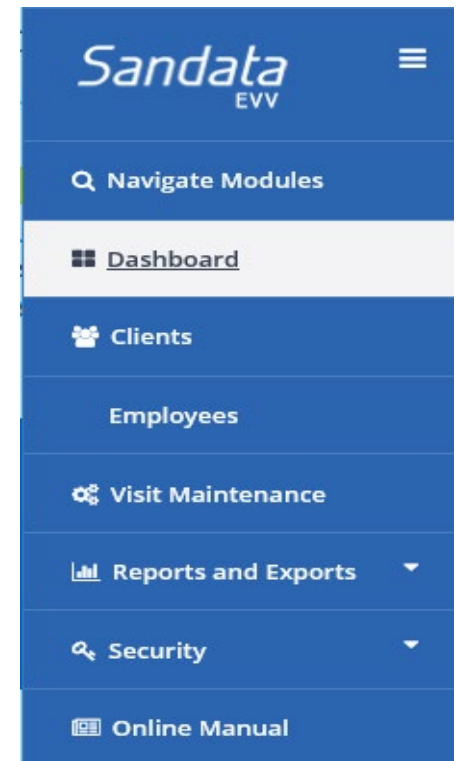 Sandata
EVV
Navigate Modules
Dashboard
Clients
Employees
Visit Maintenance
Reports and Exports
Security
Online Manual